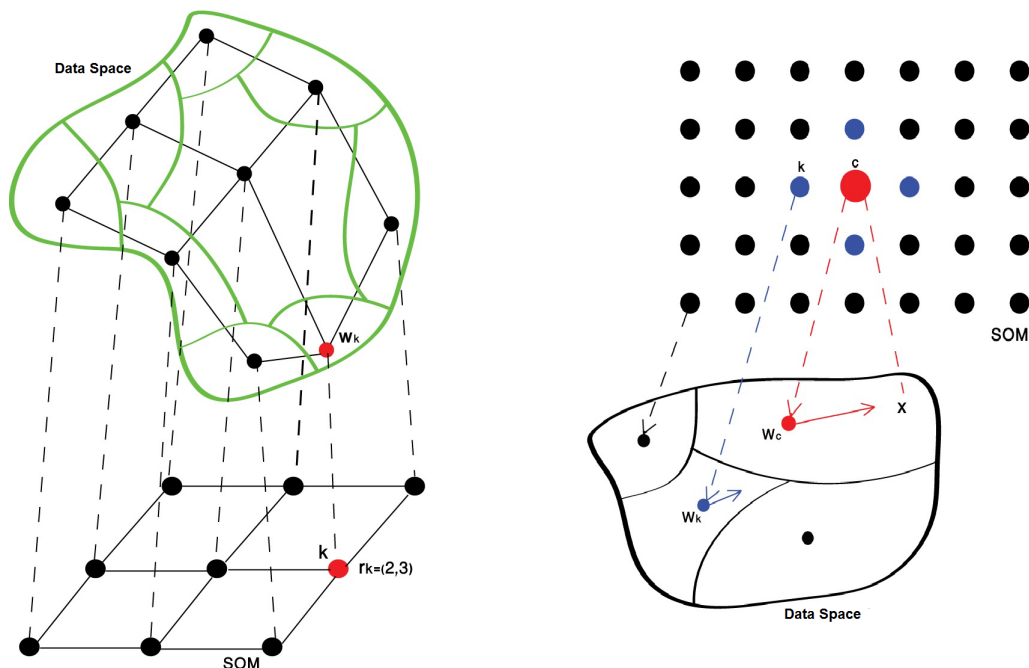 Data Space
wk
k
rk=(2,3)
SOM
k
c
SOM
x
wc
wk
Data Space